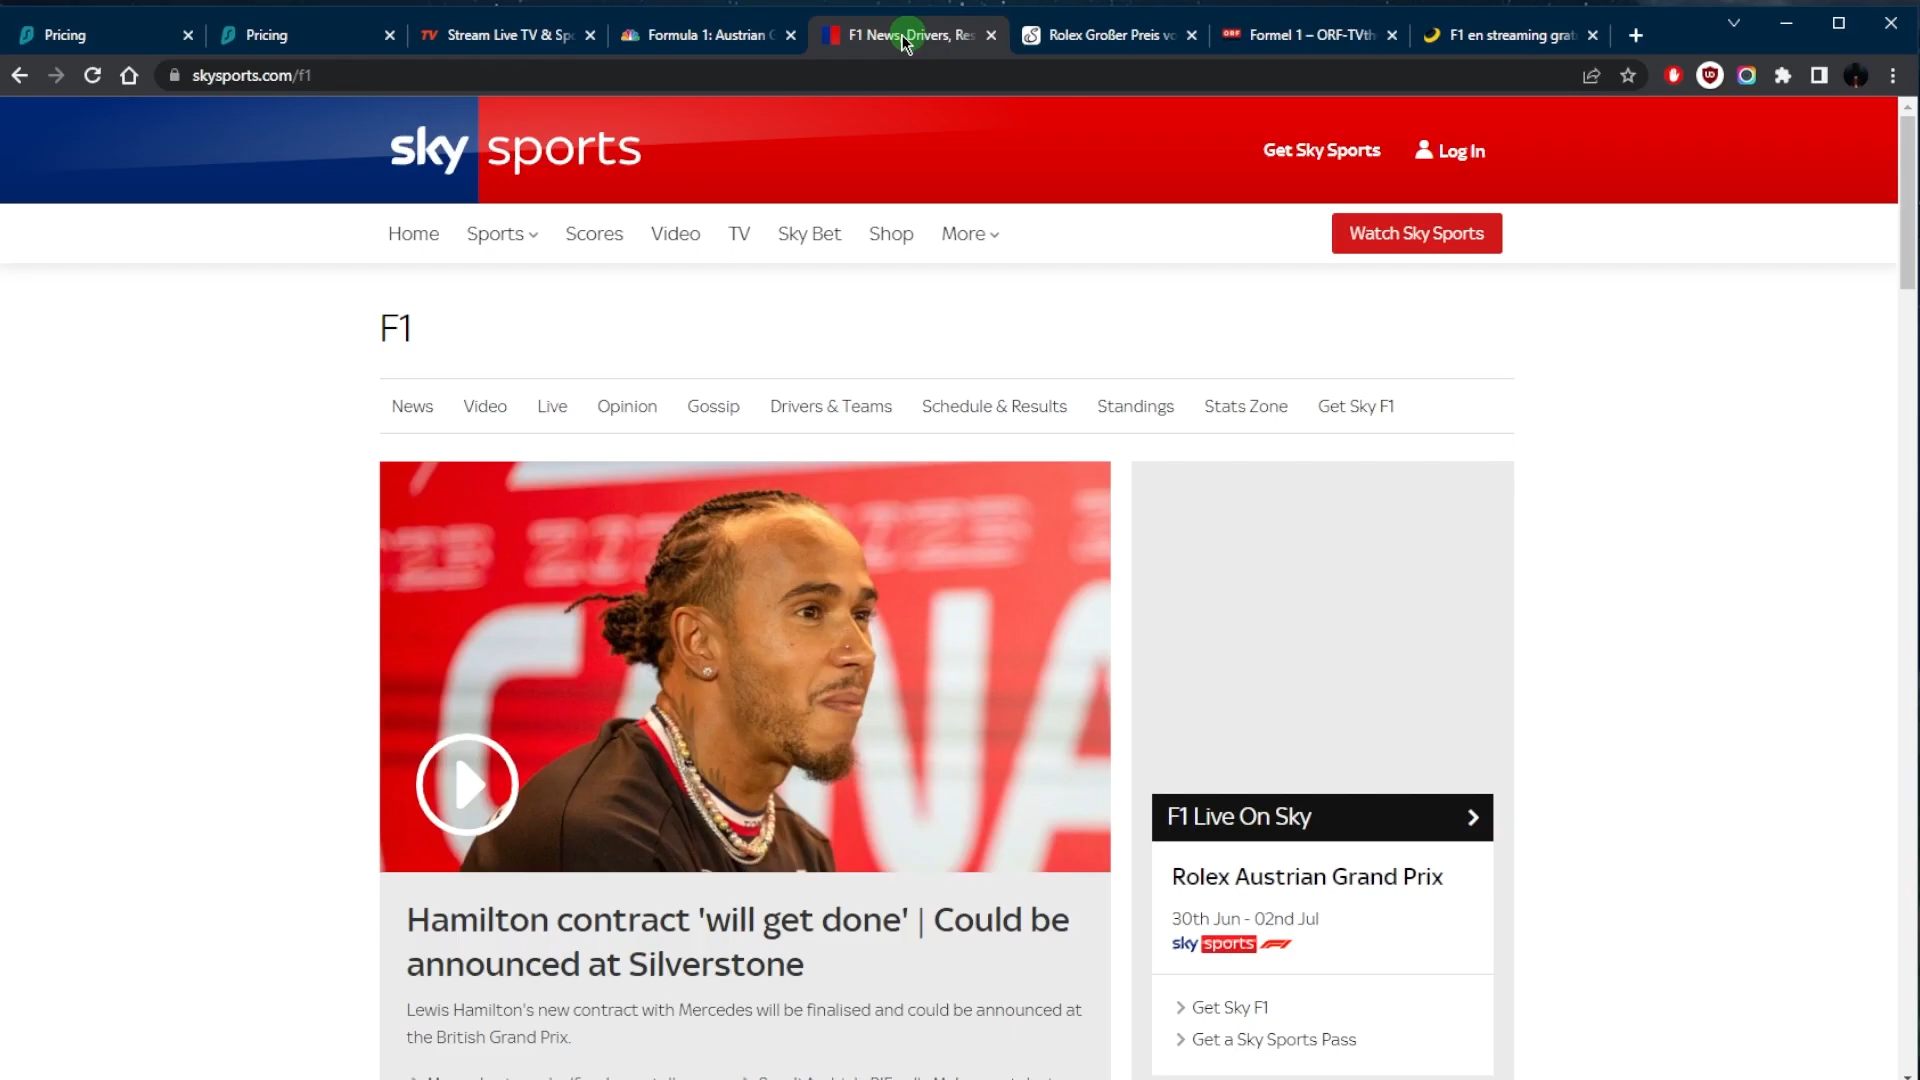 Pricing
Pricing
TV Stream Live TV & Sp
Formula 1: Austrian G
F1 News, Drivers, Res
Rolex Großer Preis vo
ORF Formel 1 – ORF-TVth
F1 en streaming grat
skysports.com/f1
sky sports
Get Sky Sports
Log In
Home
Sports
Scores
Video
TV
Sky Bet
Shop
More
Watch Sky Sports
F1
News
Video
Live
Opinion
Gossip
Drivers & Teams
Schedule & Results
Standings
Stats Zone
Get Sky F1
Hamilton contract 'will get done' | Could be
announced at Silverstone
Lewis Hamilton's new contract with Mercedes will be finalised and could be announced at
the British Grand Prix.
F1 Live On Sky
Rolex Austrian Grand Prix
30th Jun - 02nd Jul
sky sports F1
Get Sky F1
Get a Sky Sports Pass